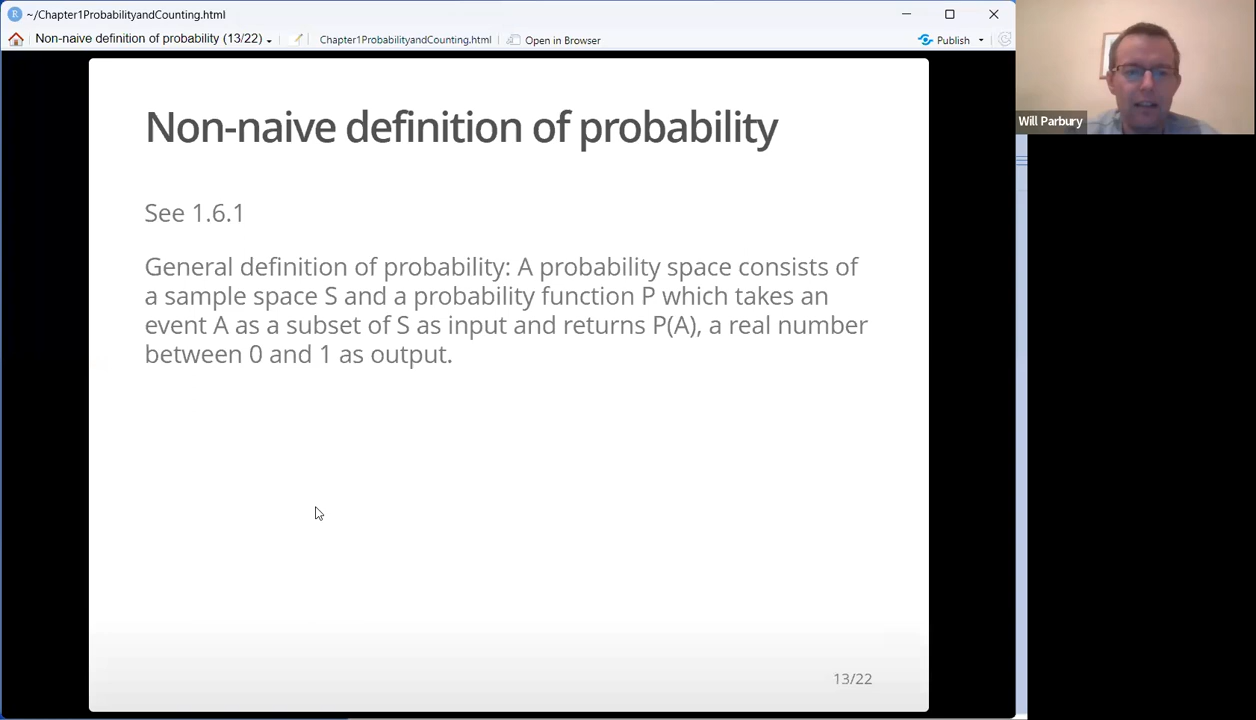 ~/Chapter1ProbabilityandCounting.html
Non-naive definition of probability (13/22)
Chapter1ProbabilityandCounting.html
Open in Browser
Publish
Will Parbury
Non-naive definition of probability
See 1.6.1
General definition of probability: A probability space consists of
a sample space S and a probability function P which takes an
event A as a subset of S as input and returns P(A), a real number
between 0 and 1 as output.
13/22